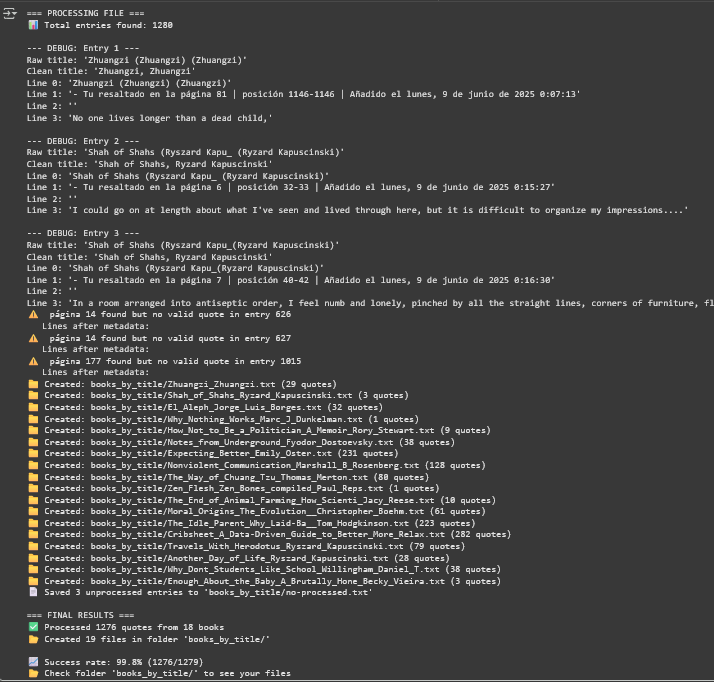 === PROCESSING FILE ===
📊 Total entries found: 1280

--- DEBUG: Entry 1 ---
Raw title: 'Zhuangzi (Zhuangzi) (Zhuangzi)'
Clean title: 'Zhuangzi, Zhuangzi'
Line 0: 'Zhuangzi (Zhuangzi) (Zhuangzi)'
Line 1: '- Tu resaltado en la página 81 | posición 1146-1146 | Añadido el lunes, 9 de junio de 2025 0:07:13'
Line 2: ''
Line 3: 'No one lives longer than a dead child,'

--- DEBUG: Entry 2 ---
Raw title: 'Shah of Shahs (Ryszard Kapu_ (Ryzard Kapuscinski)'
Clean title: 'Shah of Shahs, Ryzard Kapuscinski'
Line 0: 'Shah of Shahs (Ryszard Kapu_ (Ryzard Kapuscinski)'
Line 1: '- Tu resaltado en la página 6 | posición 32-33 | Añadido el lunes, 9 de junio de 2025 0:15:27'
Line 2: ''
Line 3: 'I could go on at length about what I've seen and lived through here, but it is difficult to organize my impressions....'

--- DEBUG: Entry 3 ---
Raw title: 'Shah of Shahs (Ryszard Kapu_(Ryzard Kapuscinski)'
Clean title: 'Shah of Shahs, Ryzard Kapuscinski'
Line 0: 'Shah of Shahs (Ryszard Kapu_(Ryzard Kapuscinski)'
Line 1: '- Tu resaltado en la página 7 | posición 40-42 | Añadido el lunes, 9 de junio de 2025 0:16:30'
Line 2: ''
Line 3: 'In a room arranged into antiseptic order, I feel numb and lonely, pinched by all the straight lines, corners of furniture, fl
⚠️ página 14 found but no valid quote in entry 626
Lines after metadata:
⚠️ página 14 found but no valid quote in entry 627
Lines after metadata:
⚠️ página 177 found but no valid quote in entry 1015
Lines after metadata:
📁 Created: books_by_title/Zhuangzi_Zhuangzi.txt (29 quotes)
📁 Created: books_by_title/Shah_of_Shahs_Ryzard_Kapuscinski.txt (3 quotes)
📁 Created: books_by_title/El_Aleph_Jorge_Luis_Borges.txt (32 quotes)
📁 Created: books_by_title/Why_Nothing_Works_Marc_J_Dunkelman.txt (1 quotes)
📁 Created: books_by_title/How_Not_to_Be_a_Politician_A_Memoir_Rory_Stewart.txt (9 quotes)
📁 Created: books_by_title/Notes_from_Underground_Fyodor_Dostoevsky.txt (38 quotes)
📁 Created: books_by_title/Expecting_Better_Emily_Oster.txt (231 quotes)
📁 Created: books_by_title/Nonviolent_Communication_Marshall_B_Rosenberg.txt (128 quotes)
📁 Created: books_by_title/The_Way_of_Chuang_Tzu_Thomas_Merton.txt (80 quotes)
📁 Created: books_by_title/Zen_Flesh_Zen_Bones_compiled_Paul_Reps.txt (1 quotes)
📁 Created: books_by_title/The_End_of_Animal_Farming_How_Scienti_Jacy_Reese.txt (10 quotes)
📁 Created: books_by_title/Moral_Origins_The_Evolution__Christopher_Boehm.txt (61 quotes)
📁 Created: books_by_title/The_Idle_Parent_Why_Laid-Ba__Tom_Hodgkinson.txt (223 quotes)
📁 Created: books_by_title/Cribsheet_A_Data-Driven_Guide_to_Better_More_Relax.txt (282 quotes)
📁 Created: books_by_title/Travels_With_Herodotus_Ryszard_Kapuscinski.txt (79 quotes)
📁 Created: books_by_title/Another_Day_of_Life_Ryszard_Kapuscinski.txt (28 quotes)
📁 Created: books_by_title/Why_Dont_Students_Like_School_Willingham_Daniel_T.txt (38 quotes)
📁 Created: books_by_title/Enough_About_the_Baby_A_Brutally_Hone_Becky_Vieira.txt (3 quotes)
📄 Saved 3 unprocessed entries to 'books_by_title/no-processed.txt'

=== FINAL RESULTS ===
✅ Processed 1276 quotes from 18 books
📂 Created 19 files in folder 'books_by_title/'

📈 Success rate: 99.8% (1276/1279)
📂 Check folder 'books_by_title/' to see your files